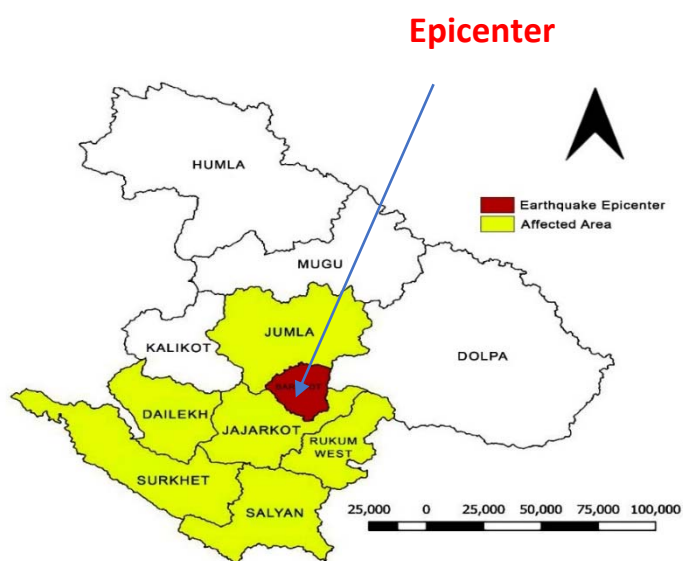 Epicenter
HUMLA
Earthquake Epicenter
Affected Area
MUGU
JUMLA
KALIKOT
DOLPA
DAILEKH
JAJARKOT
RUKUM
WEST
SURKHET
SALYAN
25,000 0 25,000 50,000 75,000 100,000